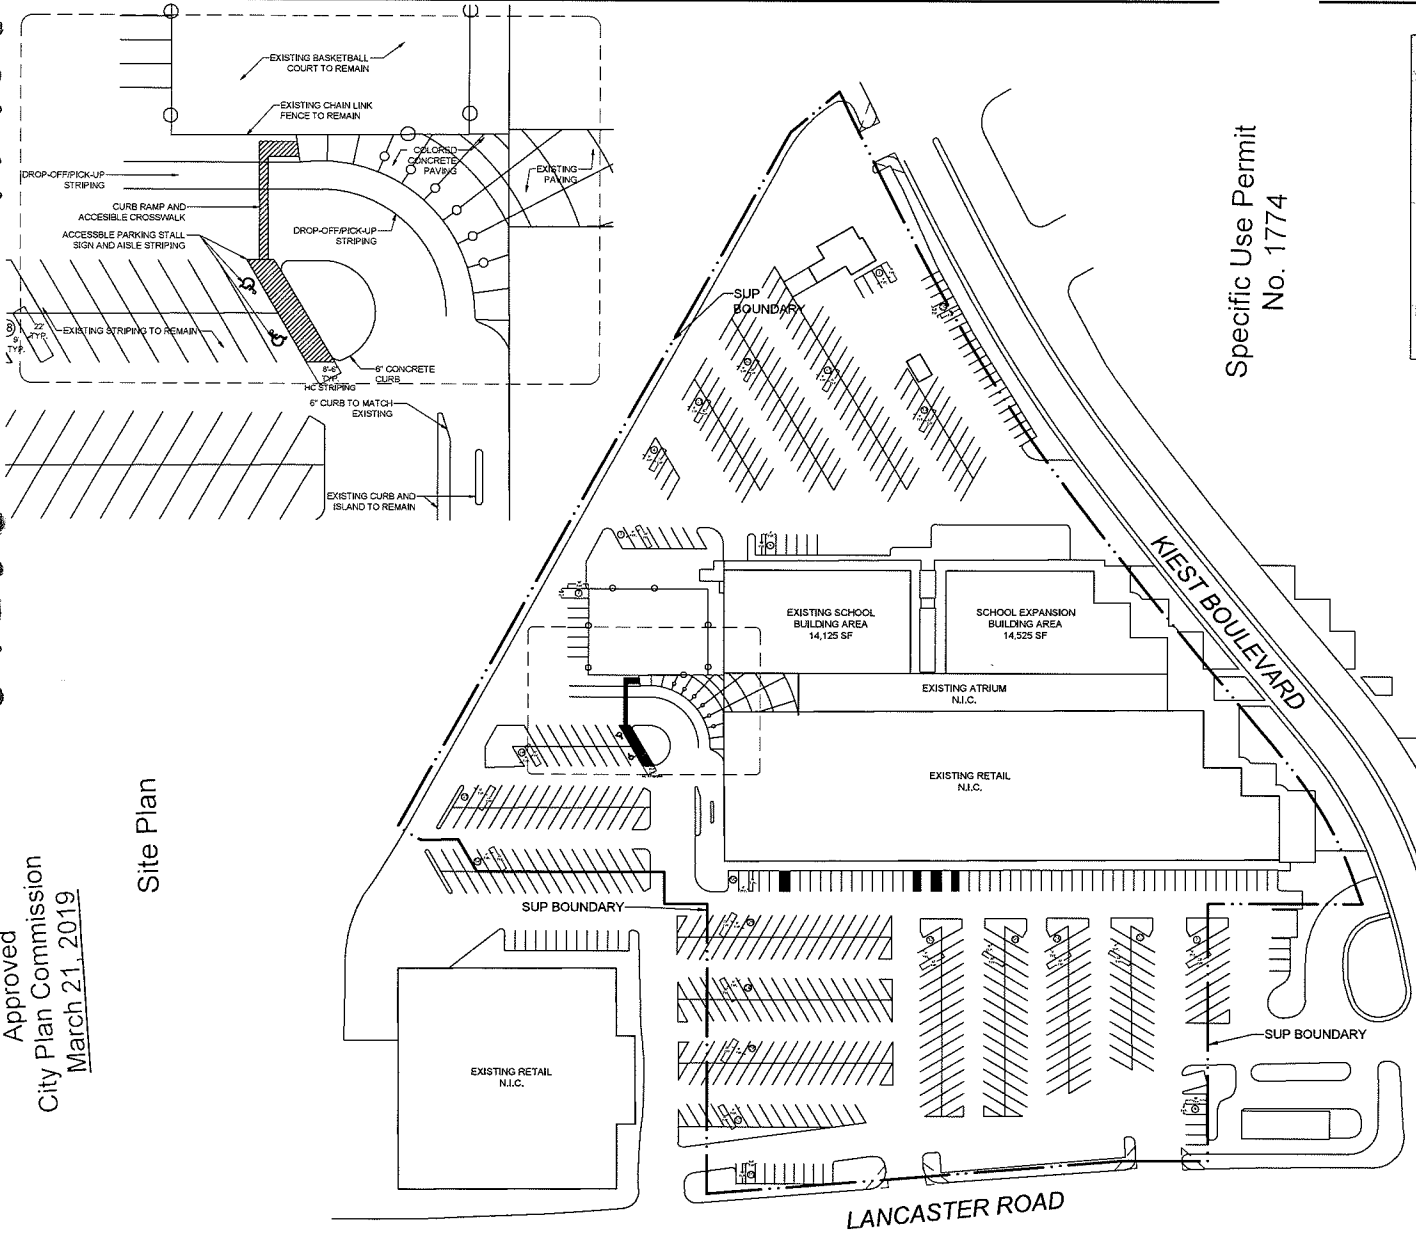 EXISTING BASKETBALL
COURT TO REMAIN
EXISTING CHAIN LINK
FENCE TO REMAIN
COLORED
CONCRETE
PAVING
EXISTING
PAVING
DROP-OFF/PICK-UP
STRIPING
CURB RAMP AND
ACCESIBLE CROSSWALK
DROP-OFF/PICK-UP
STRIPING
ACCESSBLE PARKING STALL
SIGN AND AISLE STRIPING
EXISTING STRIPING TO REMAIN
22'
TYP.
9'
TYP.
8
8'-6"
TYP.
HC STRIPING
6" CONCRETE
CURB
6" CURB TO MATCH
EXISTING
EXISTING CURB AND
ISLAND TO REMAIN
SUP
BOUNDARY
Specific Use Permit
No. 1774
KIEST BOULEVARD
EXISTING SCHOOL
BUILDING AREA
14,125 SF
SCHOOL EXPANSION
BUILDING AREA
14,525 SF
EXISTING ATRIUM
N.I.C.
EXISTING RETAIL
N.I.C.
Site Plan
Approved
City Plan Commission
March 21, 2019
SUP BOUNDARY
SUP BOUNDARY
EXISTING RETAIL
N.I.C.
LANCASTER ROAD